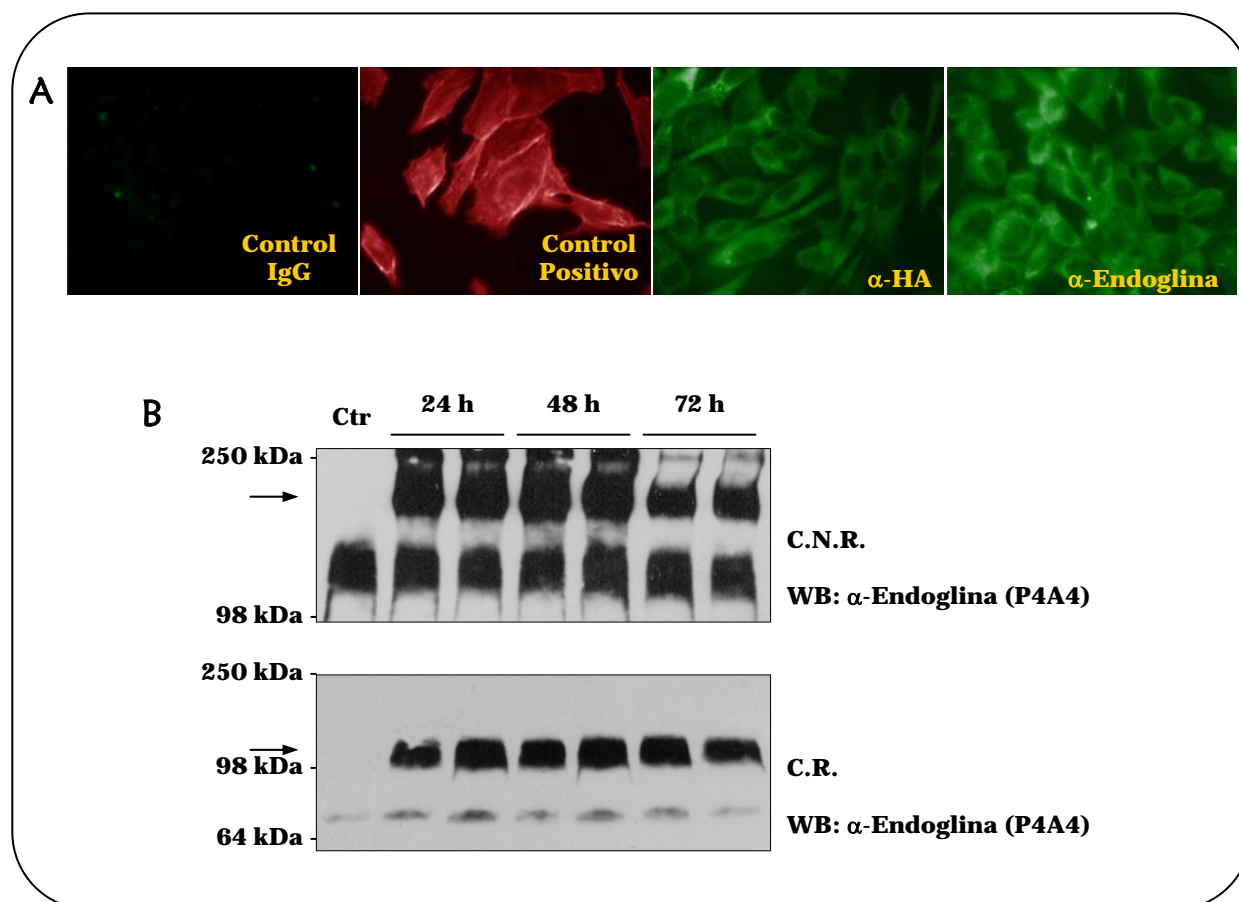 A
Control
IgG
Control
Positivo
α-HA
α-Endoglina
B
Ctr
24 h
48 h
72 h
250 kDa
98 kDa
C.N.R.
WB: α-Endoglina (P4A4)
250 kDa
98 kDa
64 kDa
C.R.
WB: α-Endoglina (P4A4)